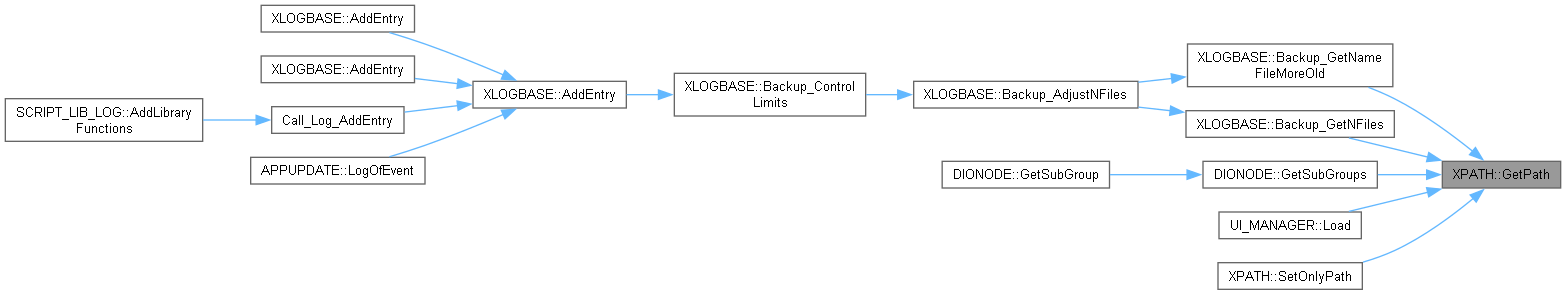 XLOGBASE::AddEntry
XLOGBASE::AddEntry
SCRIPT_LIB_LOG::AddLibrary
Functions
Call_Log_AddEntry
APPUPDATE::LogOfEvent
XLOGBASE::AddEntry
XLOGBASE::Backup_Control
Limits
XLOGBASE::Backup_AdjustNFiles
XLOGBASE::Backup_GetName
FileMoreOld
XLOGBASE::Backup_GetNFiles
DIONODE::GetSubGroup
DIONODE::GetSubGroups
UI_MANAGER::Load
XPATH::SetOnlyPath
XPATH::GetPath